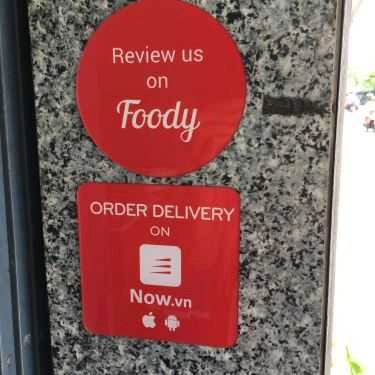 Review us
on
Foody
ORDER DELIVERY
ON
Now.vn